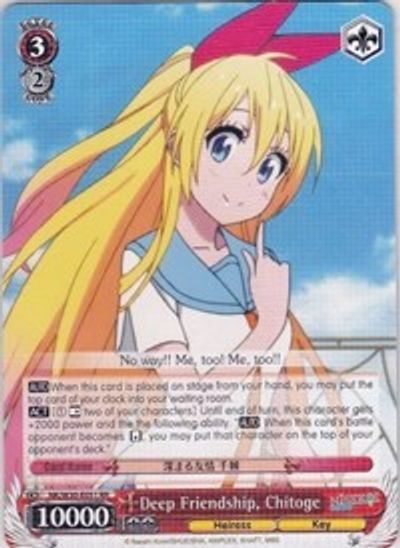 3
2
No way!! Me, too! Me, too!!
AUTO When this card is placed on stage from your hand, you may put the
top card of your clock into your waiting room.
ACT [(1) two of your characters] Until end of turn, this character gets
+2000 power and the the following ability. "AUTO When this card's battle
opponent becomes, you may put that character on top of your
opponent's deck."
Card Name
深まる友情 千棘
10000
Deep Friendship, Chitoge
Heiress
Key